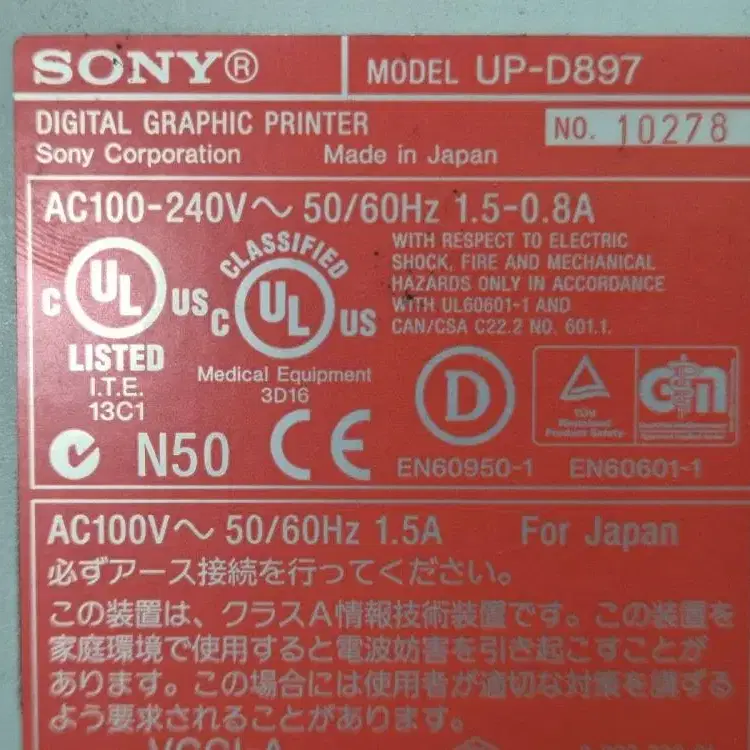 SONY®
MODEL UP-D897
DIGITAL GRAPHIC PRINTER
NO. 10278
Sony Corporation Made in Japan
AC100-240V～ 50/60Hz 1.5-0.8A
C UL US
LISTED
I.T.E.
13C1
CLASSIFIED
C UL US
Medical Equipment
3D16
WITH RESPECT TO ELECTRIC
SHOCK, FIRE AND MECHANICAL
HAZARDS ONLY IN ACCORDANCE
WITH UL60601-1 AND
CAN/CSA C22.2 NO. 601.1.
N50
CE
D
EN60950-1
TÜV
Product Safety
EN60601-1
AC100V～ 50/60Hz 1.5A For Japan
必ずアース接続を行ってください。
この装置は、クラスA情報技術装置です。この装置を
家庭環境で使用すると電波妨害を引き起こすことが
あります。この場合には使用者が適切な対策を講ずる
よう要求されることがあります。
VCCI-A